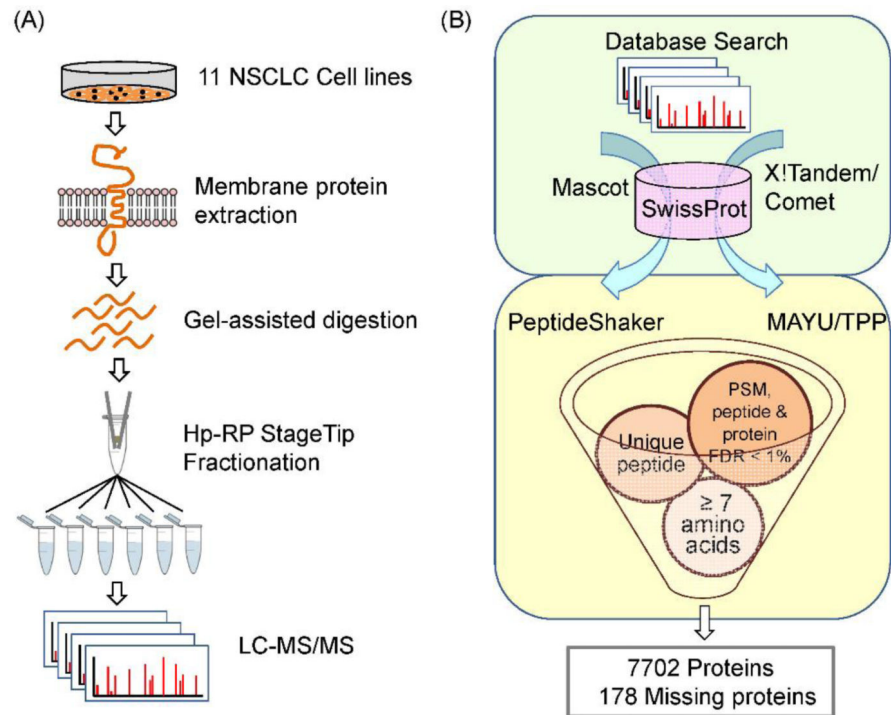 (A)
11 NSCLC Cell lines
Membrane protein
extraction
Gel-assisted digestion
Hp-RP StageTip
Fractionation
LC-MS/MS
(B)
Database Search
Mascot
SwissProt
X!Tandem/
Comet
PeptideShaker
MAYU/TPP
PSM,
peptide &
protein
FDR < 1%
Unique
peptide
≥ 7
amino
acids
7702 Proteins
178 Missing proteins